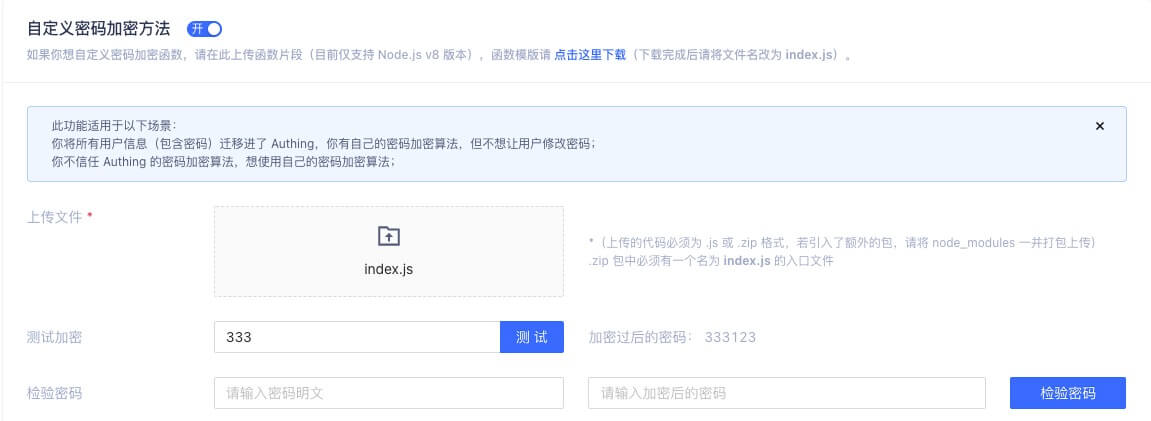 自定义密码加密方法 开
如果你想自定义密码加密函数，请在此上传函数片段（目前仅支持 Node.js v8 版本），函数模版请 点击这里下载（下载完成后请将文件名改为 index.js）。
此功能适用于以下场景：
你将所有用户信息（包含密码）迁移进了 Authing，你有自己的密码加密算法，但不想让用户修改密码；
你不信任 Authing 的密码加密算法，想使用自己的密码加密算法；
上传文件 *
index.js
*（上传的代码必须为 .js 或 .zip 格式，若引入了额外的包，请将 node_modules 一并打包上传）
.zip 包中必须有一个名为 index.js 的入口文件
测试加密 333 测 试 加密过后的密码： 333123
检验密码 请输入密码明文 请输入加密后的密码 检验密码